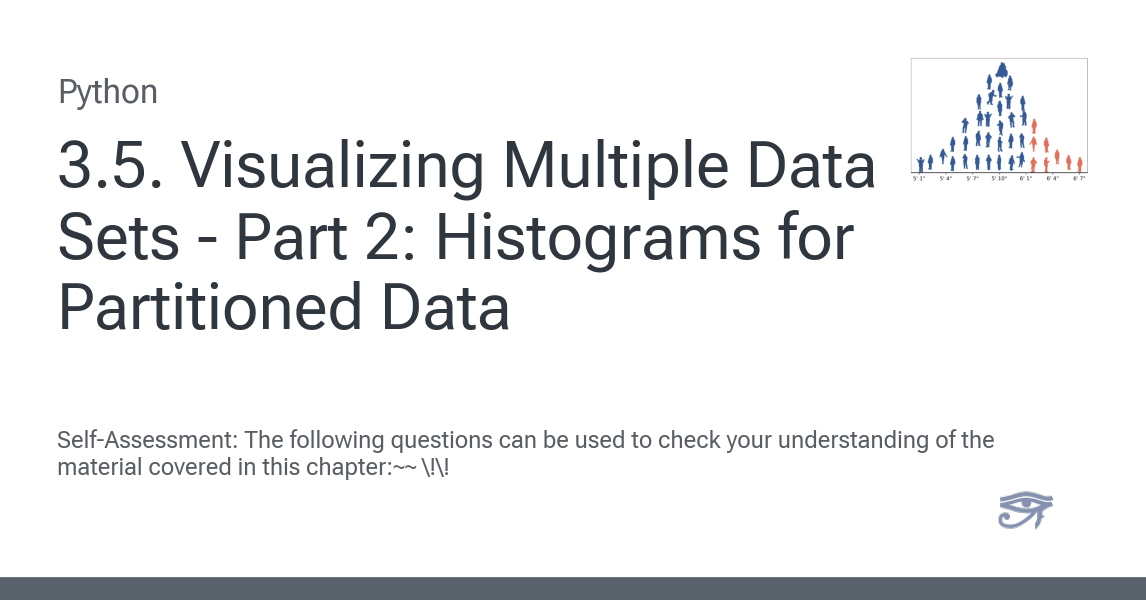 Python
3.5. Visualizing Multiple Data
Sets - Part 2: Histograms for
Partitioned Data
5' 1" 5' 4" 5' 7" 5' 10" 6' 1" 6' 4" 6' 7"
Self-Assessment: The following questions can be used to check your understanding of the
material covered in this chapter:~~ \!\!